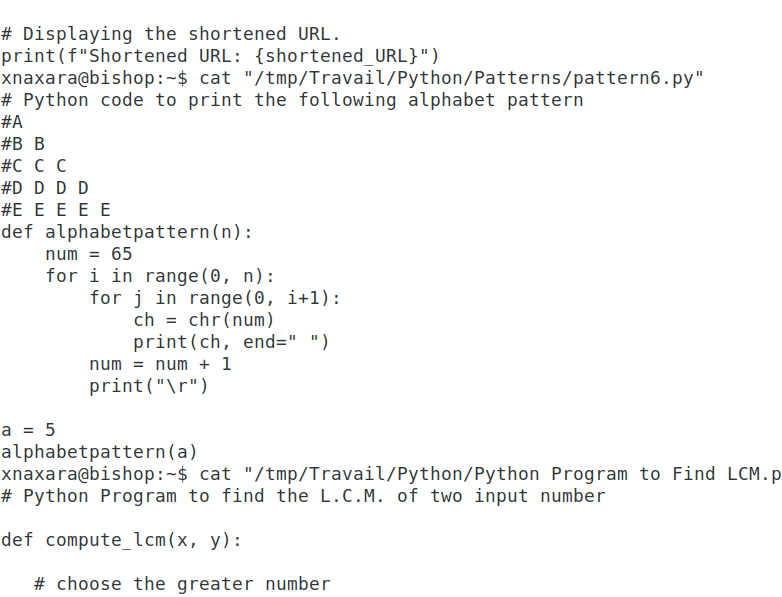 # Displaying the shortened URL.
print(f"Shortened URL: {shortened_URL}")
xnaxara@bishop:~$ cat "/tmp/Travail/Python/Patterns/pattern6.py"
# Python code to print the following alphabet pattern
#A
#B B
#C C C
#D D D D
#E E E E E
def alphabetpattern(n):
    num = 65
    for i in range(0, n):
        for j in range(0, i+1):
            ch = chr(num)
            print(ch, end=" ")
        num = num + 1
        print("\r")

a = 5
alphabetpattern(a)
xnaxara@bishop:~$ cat "/tmp/Travail/Python/Python Program to Find LCM.p
# Python Program to find the L.C.M. of two input number

def compute_lcm(x, y):

   # choose the greater number